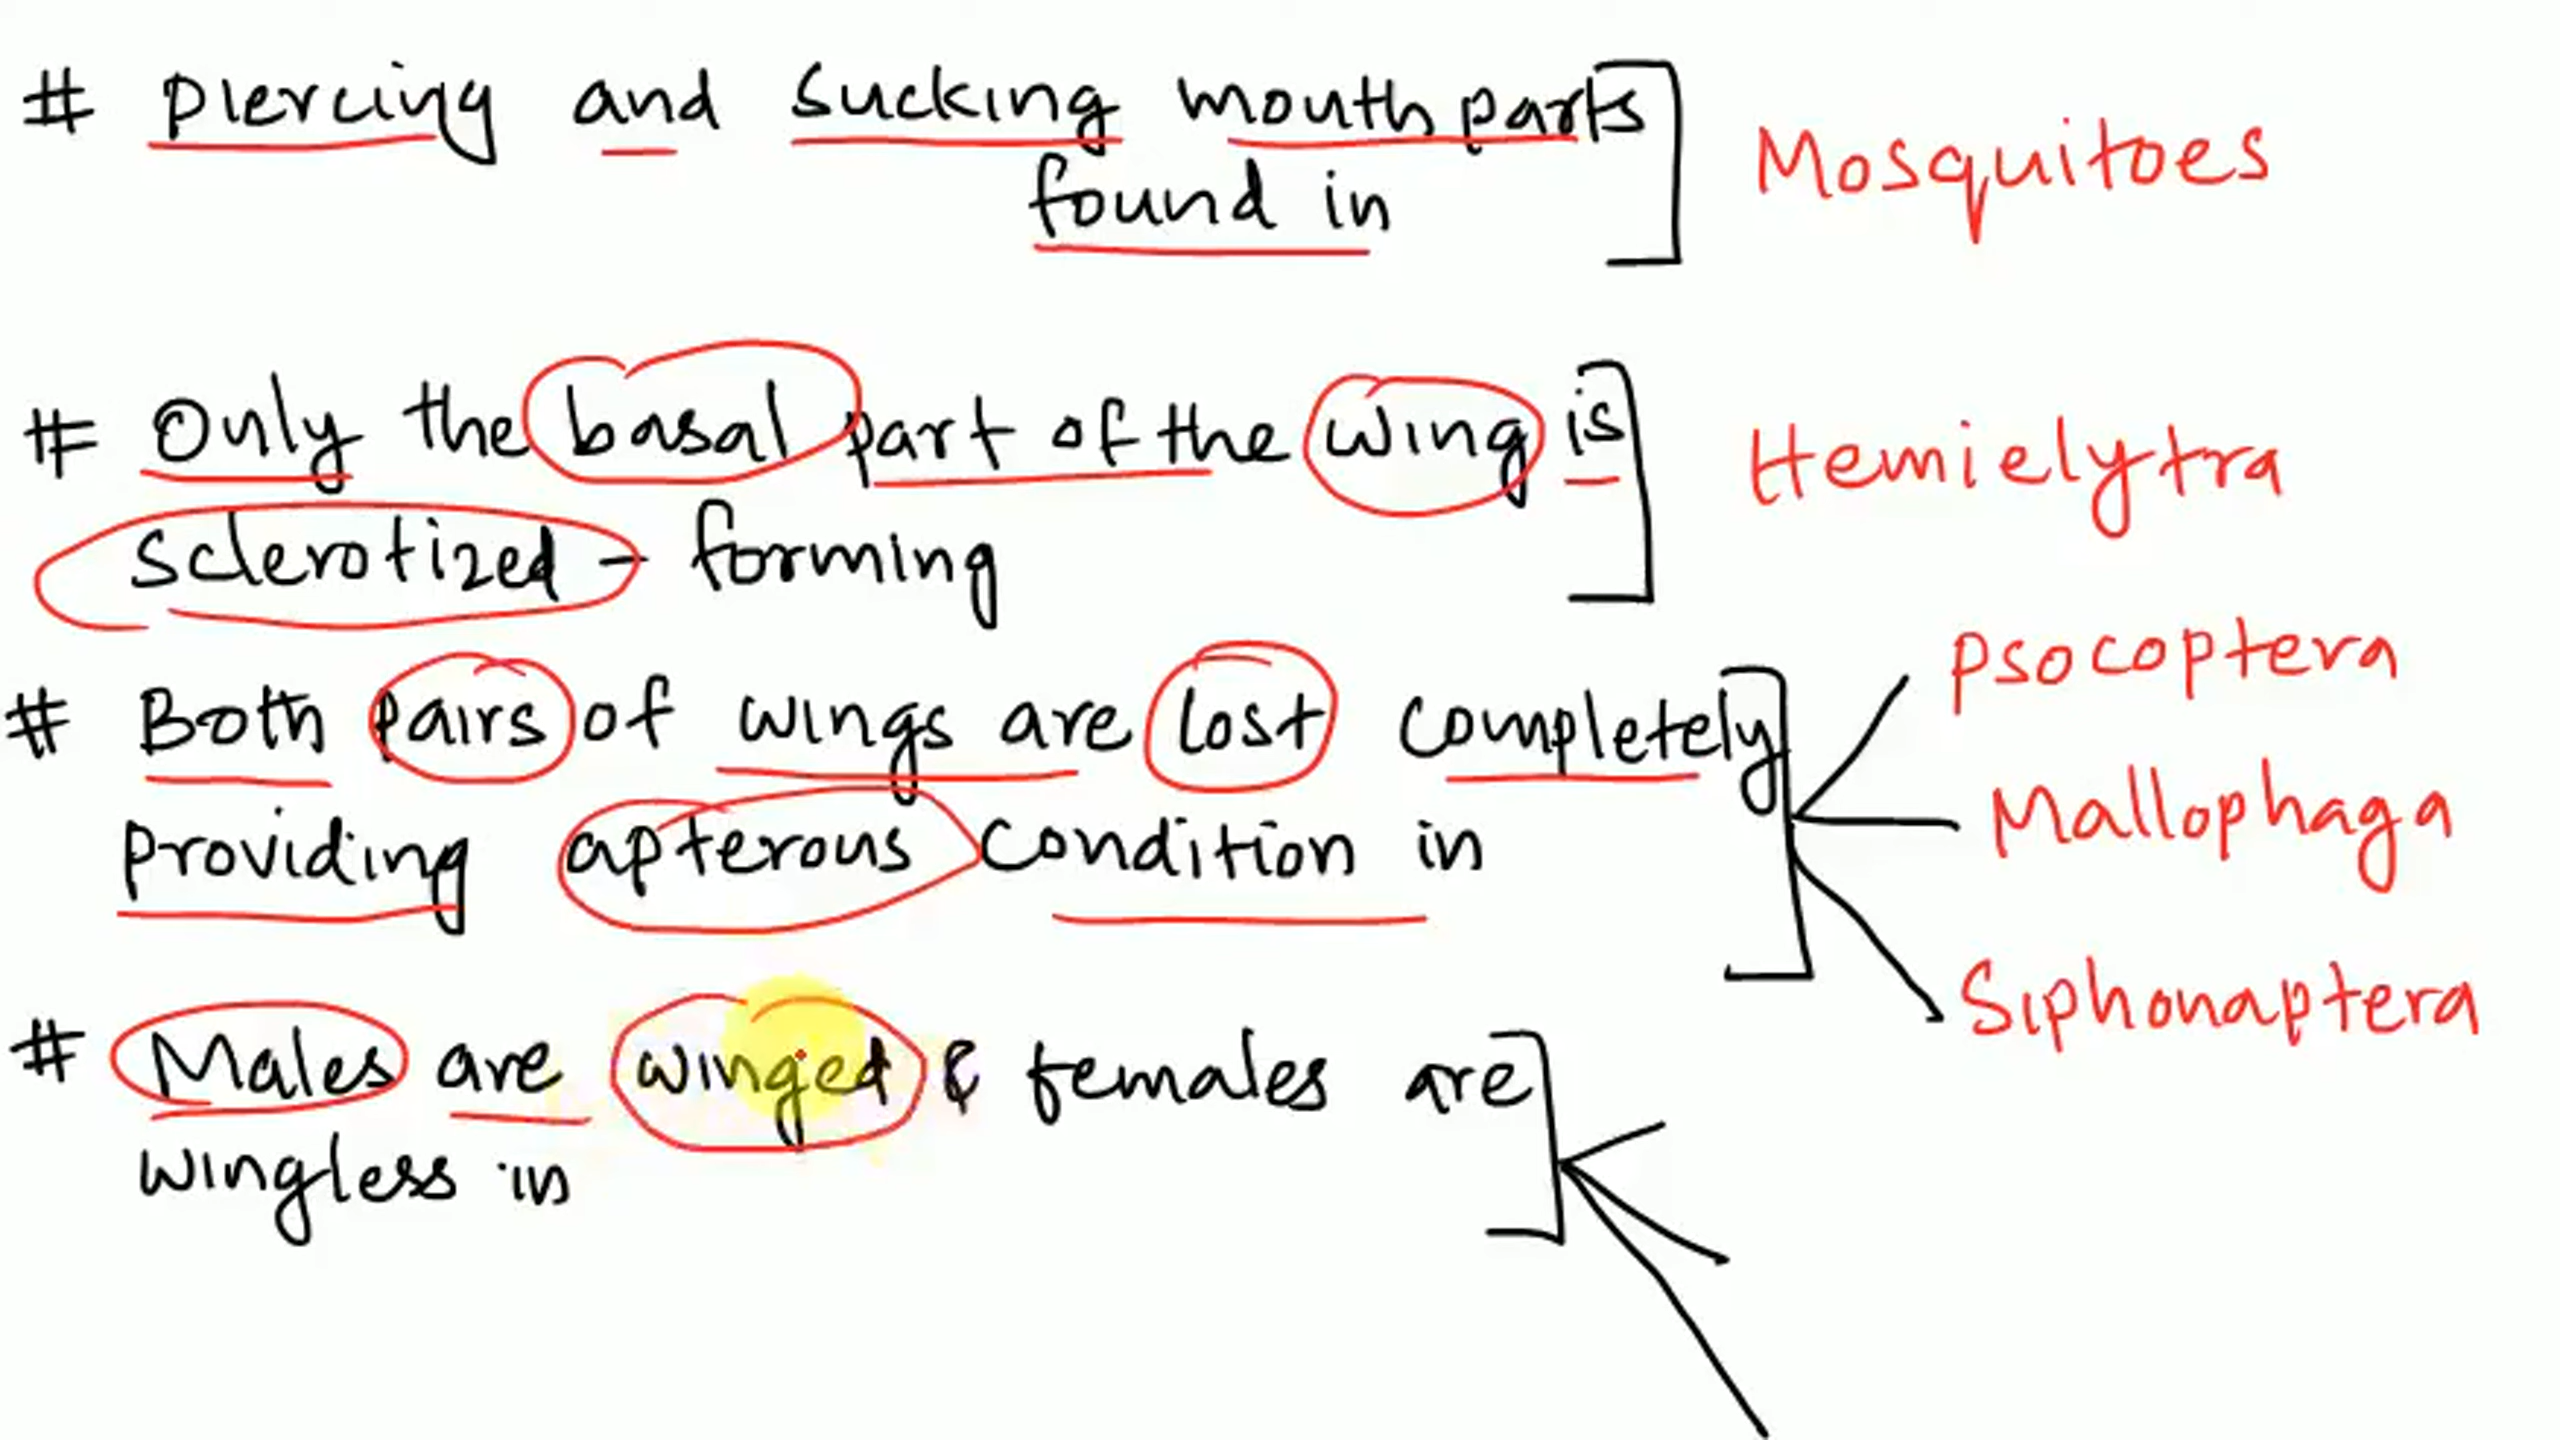 # Piercing and sucking mouth parts
found in
Mosquitoes
# Only the basal part of the wing is
sclerotized - forming
Hemielytra
# Both pairs of wings are lost completely
providing apterous condition in
Psocoptera
Mallophaga
Siphonaptera
# Males are winged & females are
wingless in